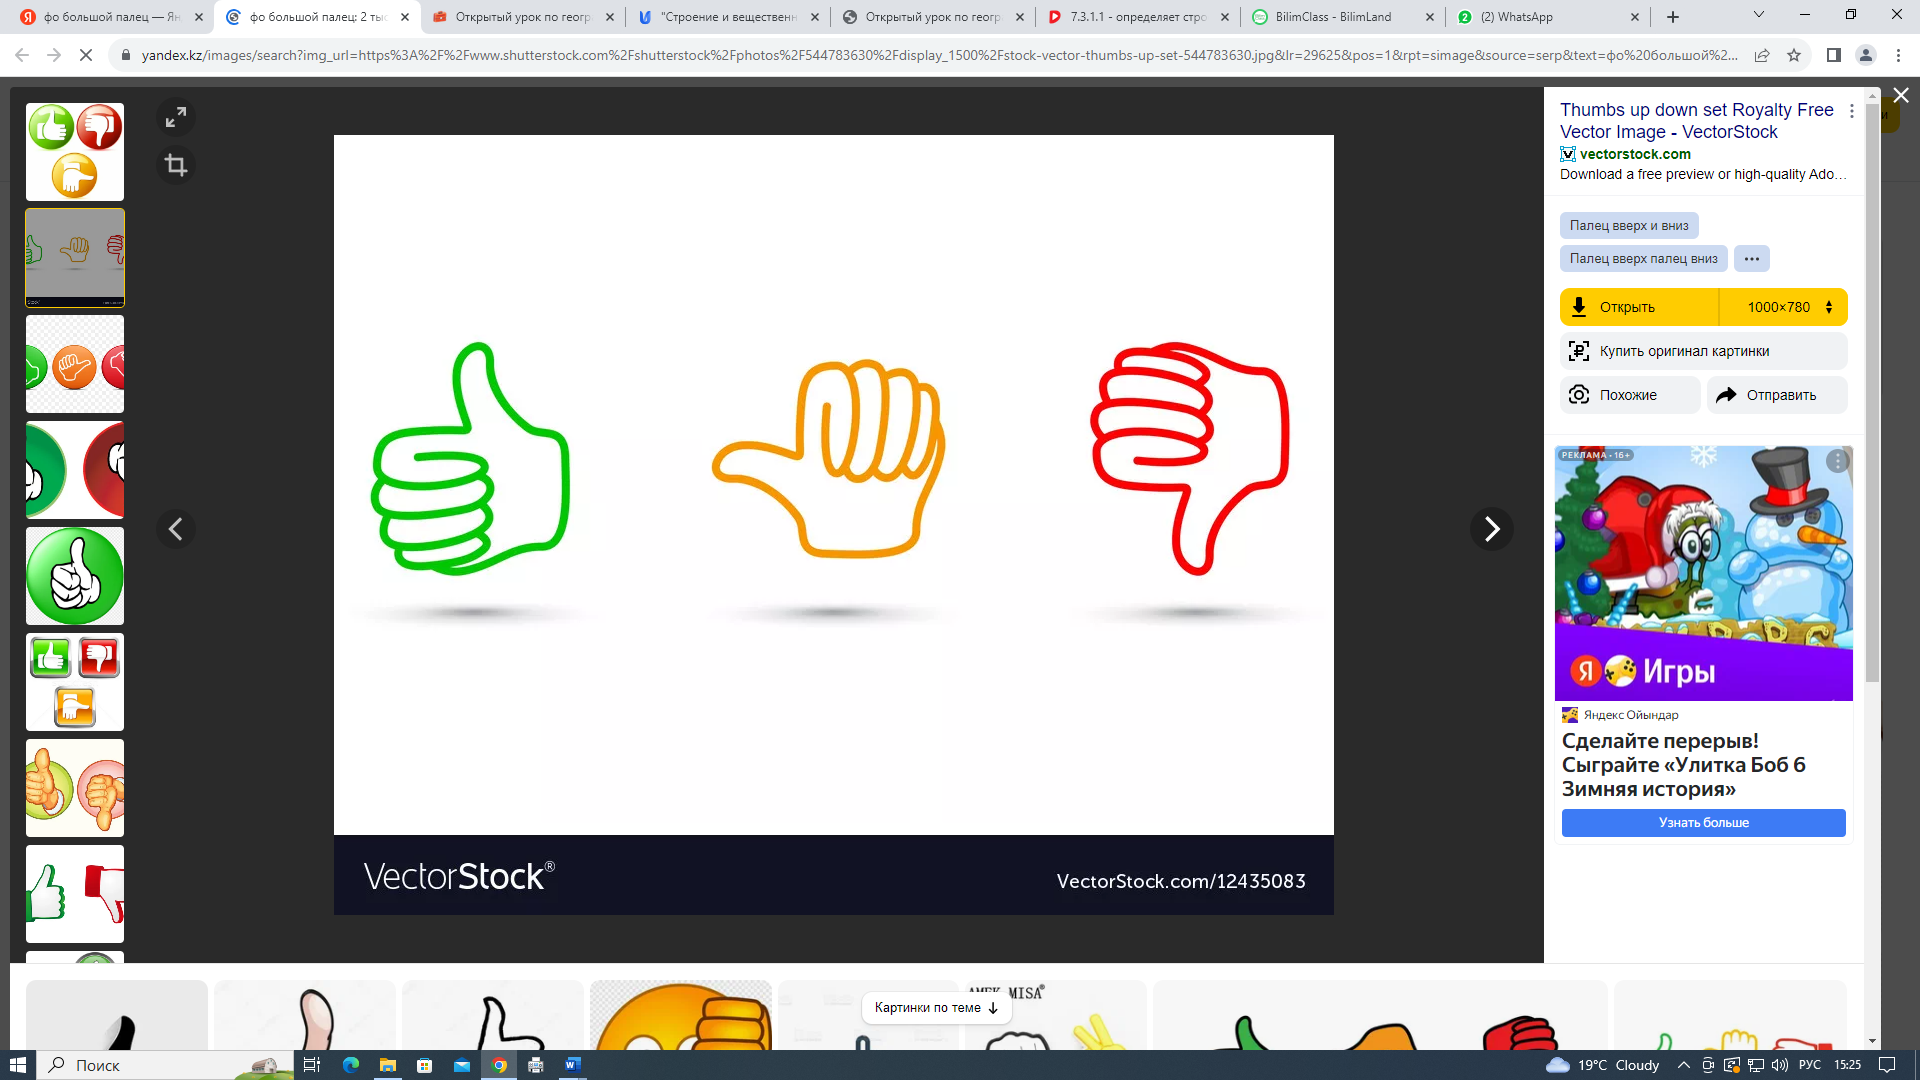 фо большой палец — Ян
фо большой палец: 2 тыс
Открытый урок по геогр
"Строение и веществен
Открытый урок по геогр
7.3.1.1 - определяет стро
BilimClass - BilimLand
(2) WhatsApp
yandex.kz/images/search?img_url=https%3A%2F%2Fwww.shutterstock.com%2Fshutterstock%2Fphotos%2F544783630%2Fdisplay_1500%2Fstock-vector-thumbs-up-set-544783630.jpg&lr=29625&pos=1&rpt=simage&source=serp&text=фо%20большой%2...
Thumbs up down set Royalty Free
Vector Image - VectorStock
vectorstock.com
Download a free preview or high-quality Ado...
Палец вверх и вниз
Палец вверх палец вниз
Открыть 1000×780
Купить оригинал картинки
Похожие Отправить
РЕКЛАМА • 16+
Я Игры
Яндекс Ойындар
Сделайте перерыв!
Сыграйте «Улитка Боб 6
Зимняя история»
Узнать больше
VectorStock®
VectorStock.com/12435083
Картинки по теме
Поиск
19°C Cloudy
РУС
15:25